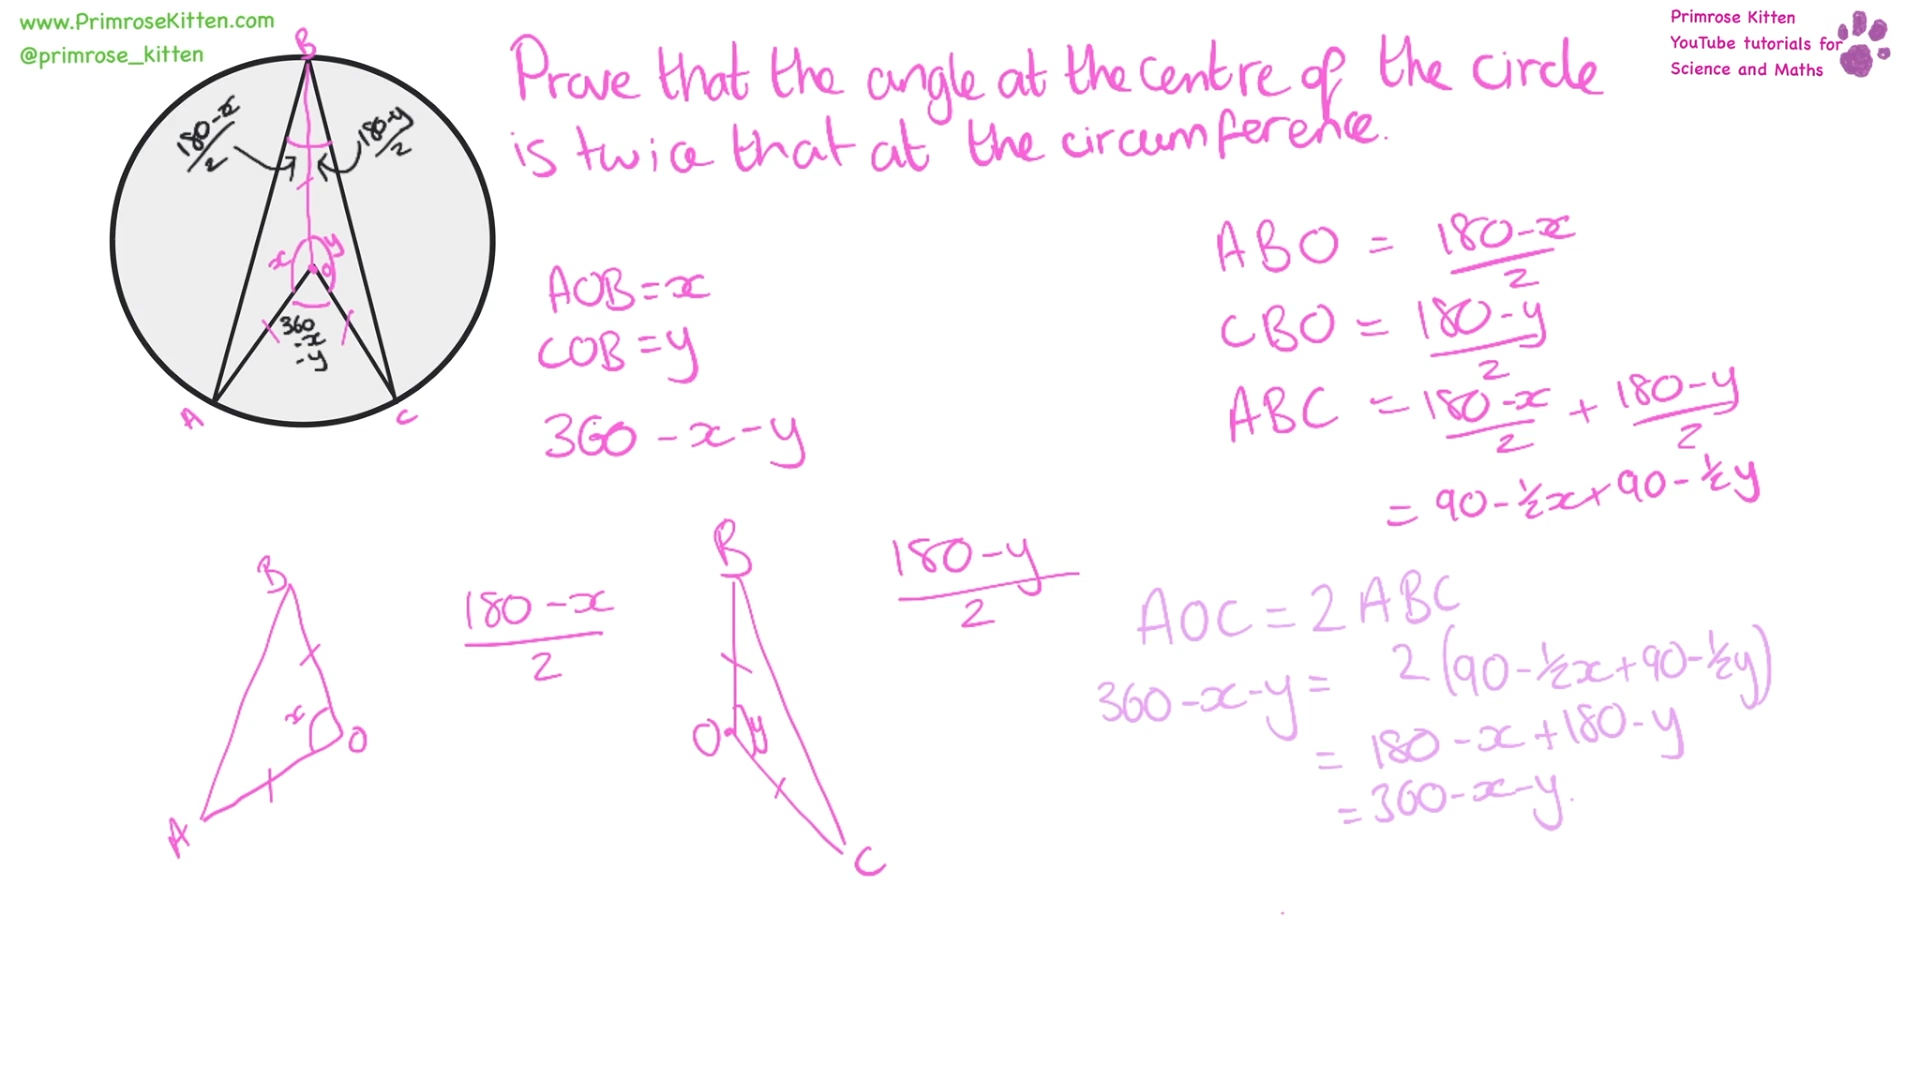 www.PrimroseKitten.com
@primrose_kitten
Primrose Kitten
YouTube tutorials for
Science and Maths
Prove that the angle at the centre of the circle
is twice that at the circumference.
B
180-x
2
180-y
2
x
y
O
360
-x
-y
A
C
AOB=x
COB=y
360-x-y
ABO = 180-x
2
CBO = 180-y
2
ABC = 180-x + 180-y
2 2
= 90-½x+90-½y
B
x
O
A
180-x
2
B
O
y
C
180-y
2
AOC=2ABC
360-x-y= 2(90-½x+90-½y)
= 180-x+180-y
=360-x-y.